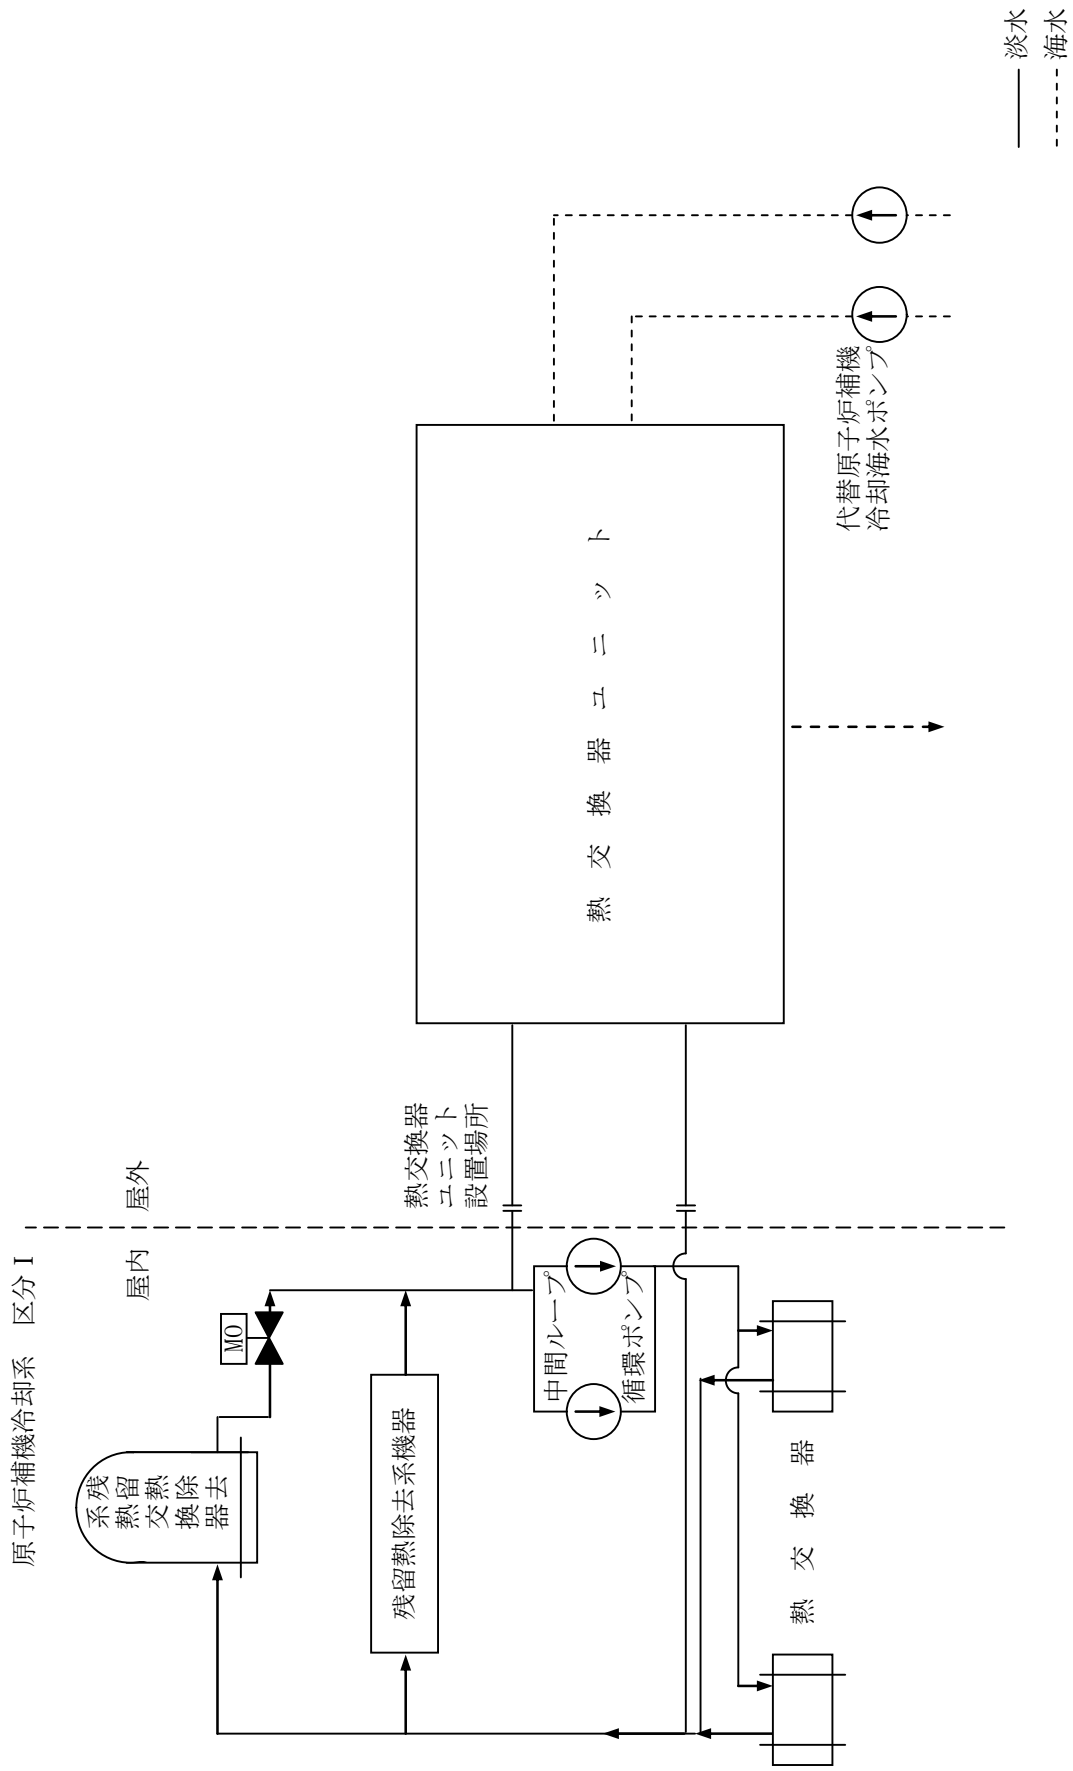 原子炉補機冷却系 区分Ⅰ
屋内
屋外
残留熱除去
系熱交換器
MO
残留熱除去系機器
中間ループ
循環ポンプ
熱交換器
熱交換器
ユニット
設置場所
熱交換器ユニット
代替原子炉補機
冷却海水ポンプ
淡水
海水